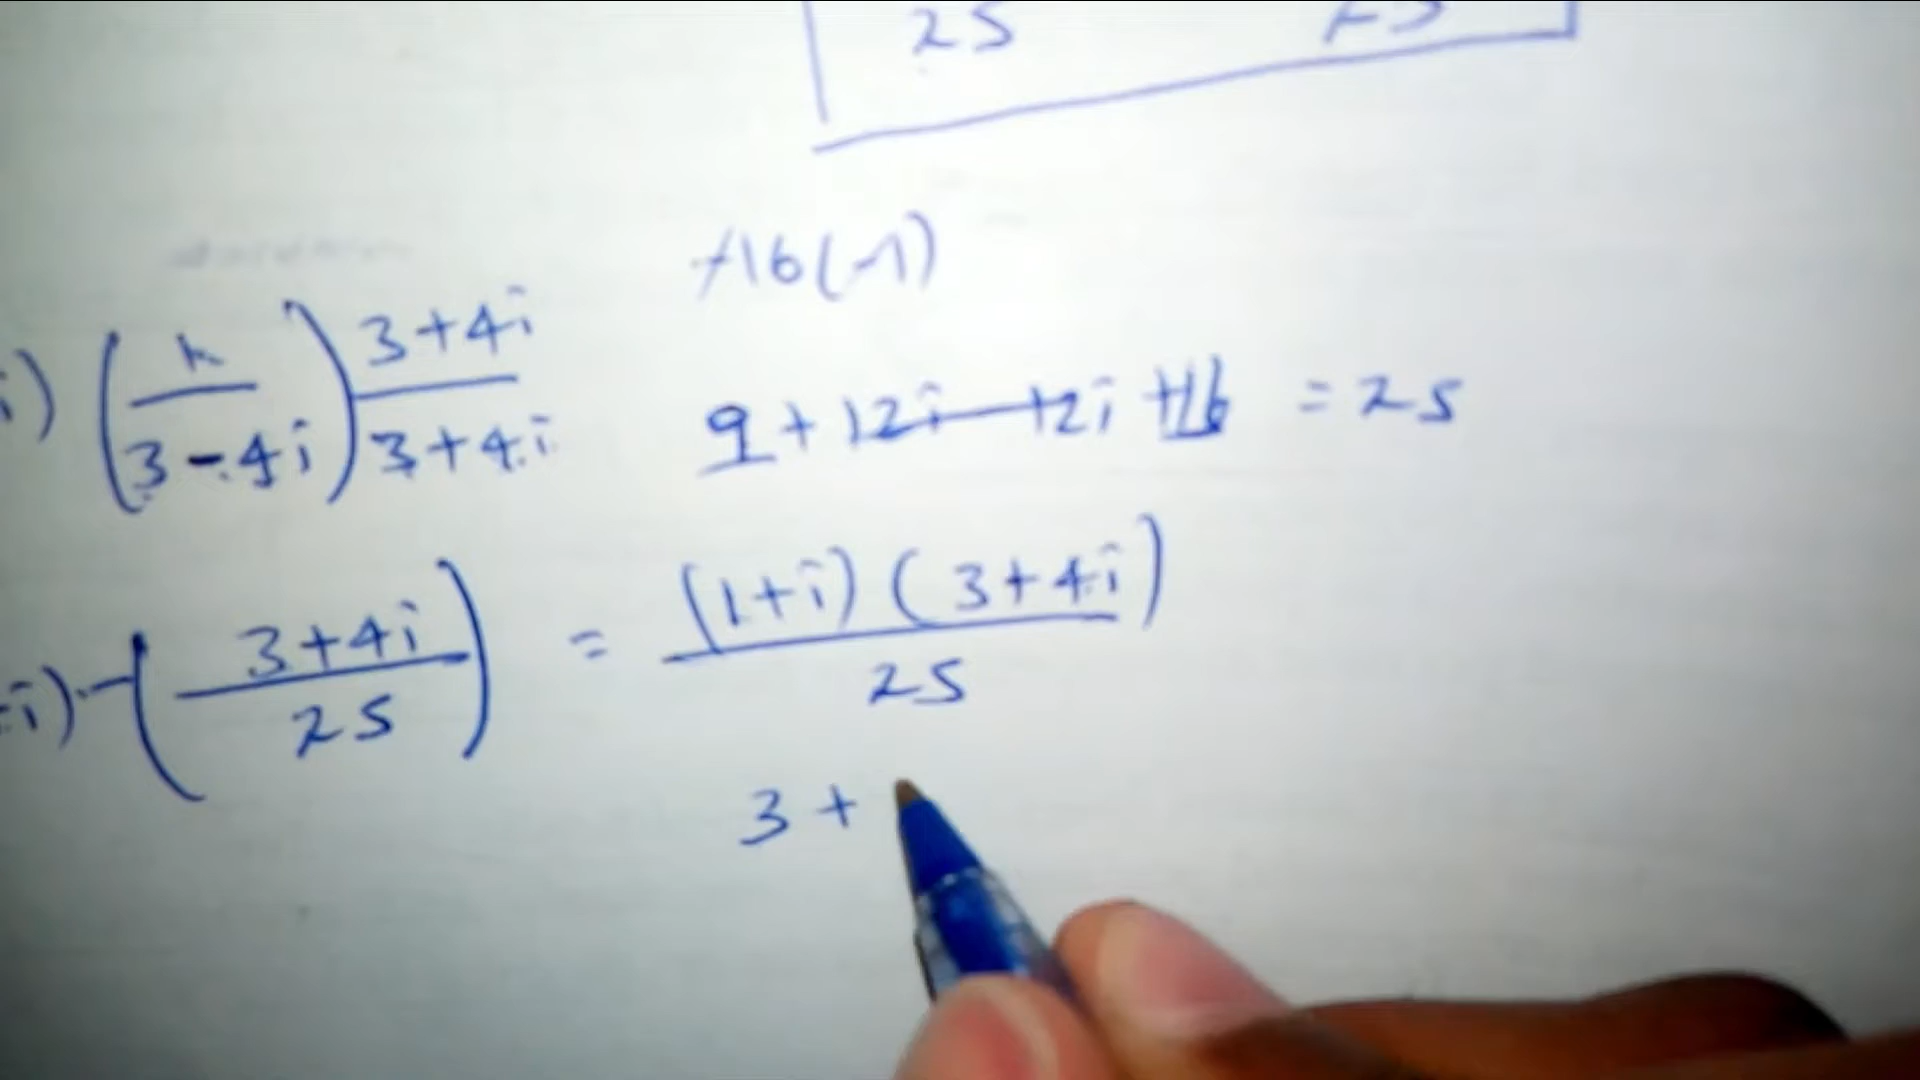 25 25
-16(-1)
i) (1/(3-4i)) (3+4i)/(3+4i) 9 + 12i - 12i + 16 = 25
i) · ((3+4i)/25) = ((1+i)(3+4i))/25
3 +